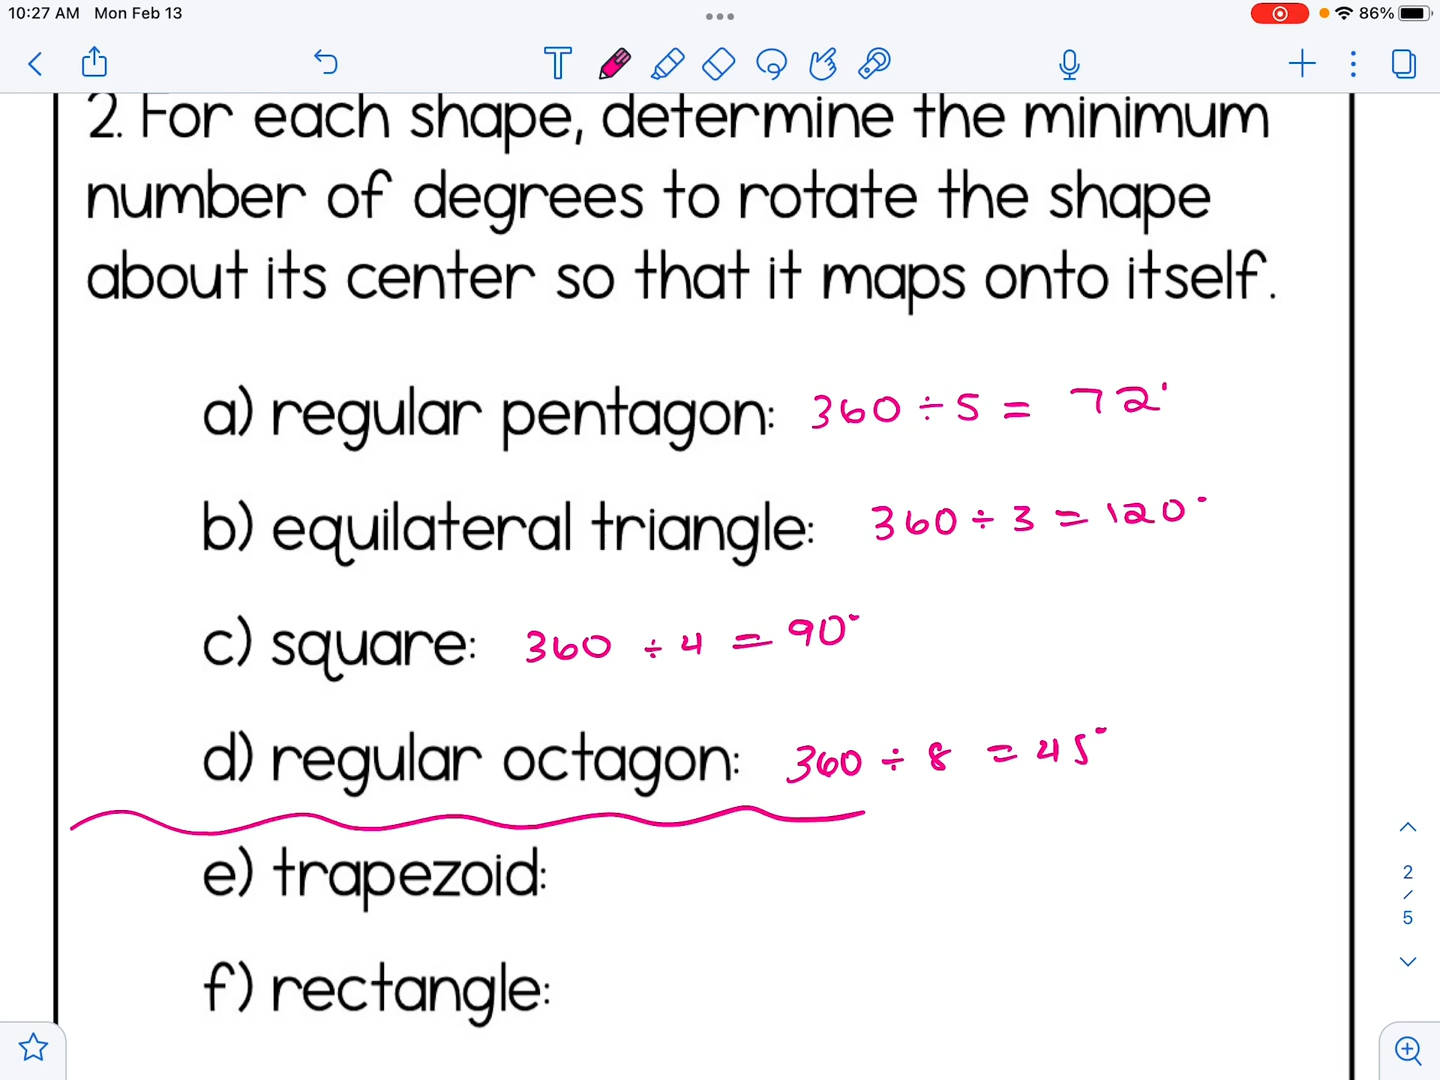 10:27 AM Mon Feb 13
86%
T
2. For each shape, determine the minimum
number of degrees to rotate the shape
about its center so that it maps onto itself.
a) regular pentagon: 360 ÷ 5 = 72°
b) equilateral triangle: 360 ÷ 3 = 120°
c) square: 360 ÷ 4 = 90°
d) regular octagon: 360 ÷ 8 = 45°
e) trapezoid:
f) rectangle:
2
/
5